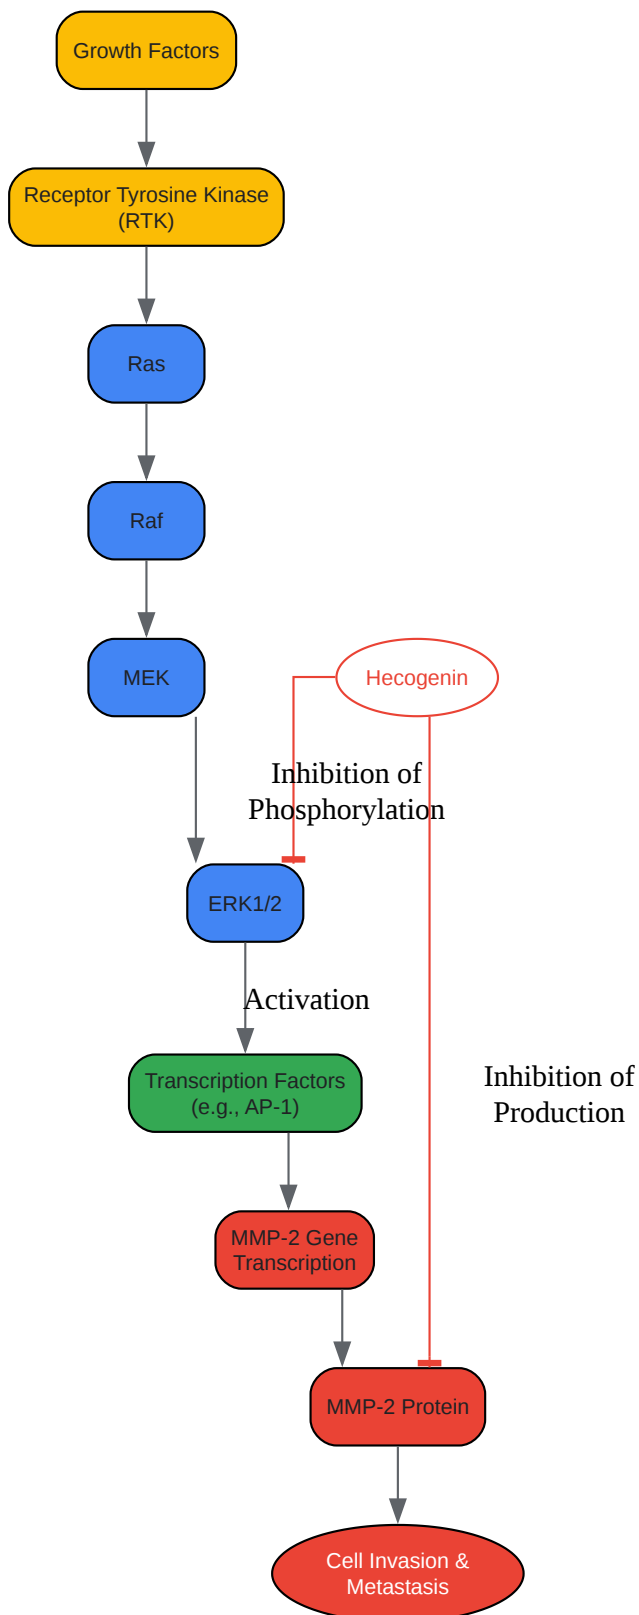 Growth Factors
Receptor Tyrosine Kinase
(RTK)
Ras
Raf
MEK
Hecogenin
Inhibition of
Phosphorylation
ERK1/2
Activation
Transcription Factors
(e.g., AP-1)
Inhibition of
Production
MMP-2 Gene
Transcription
MMP-2 Protein
Cell Invasion &
Metastasis